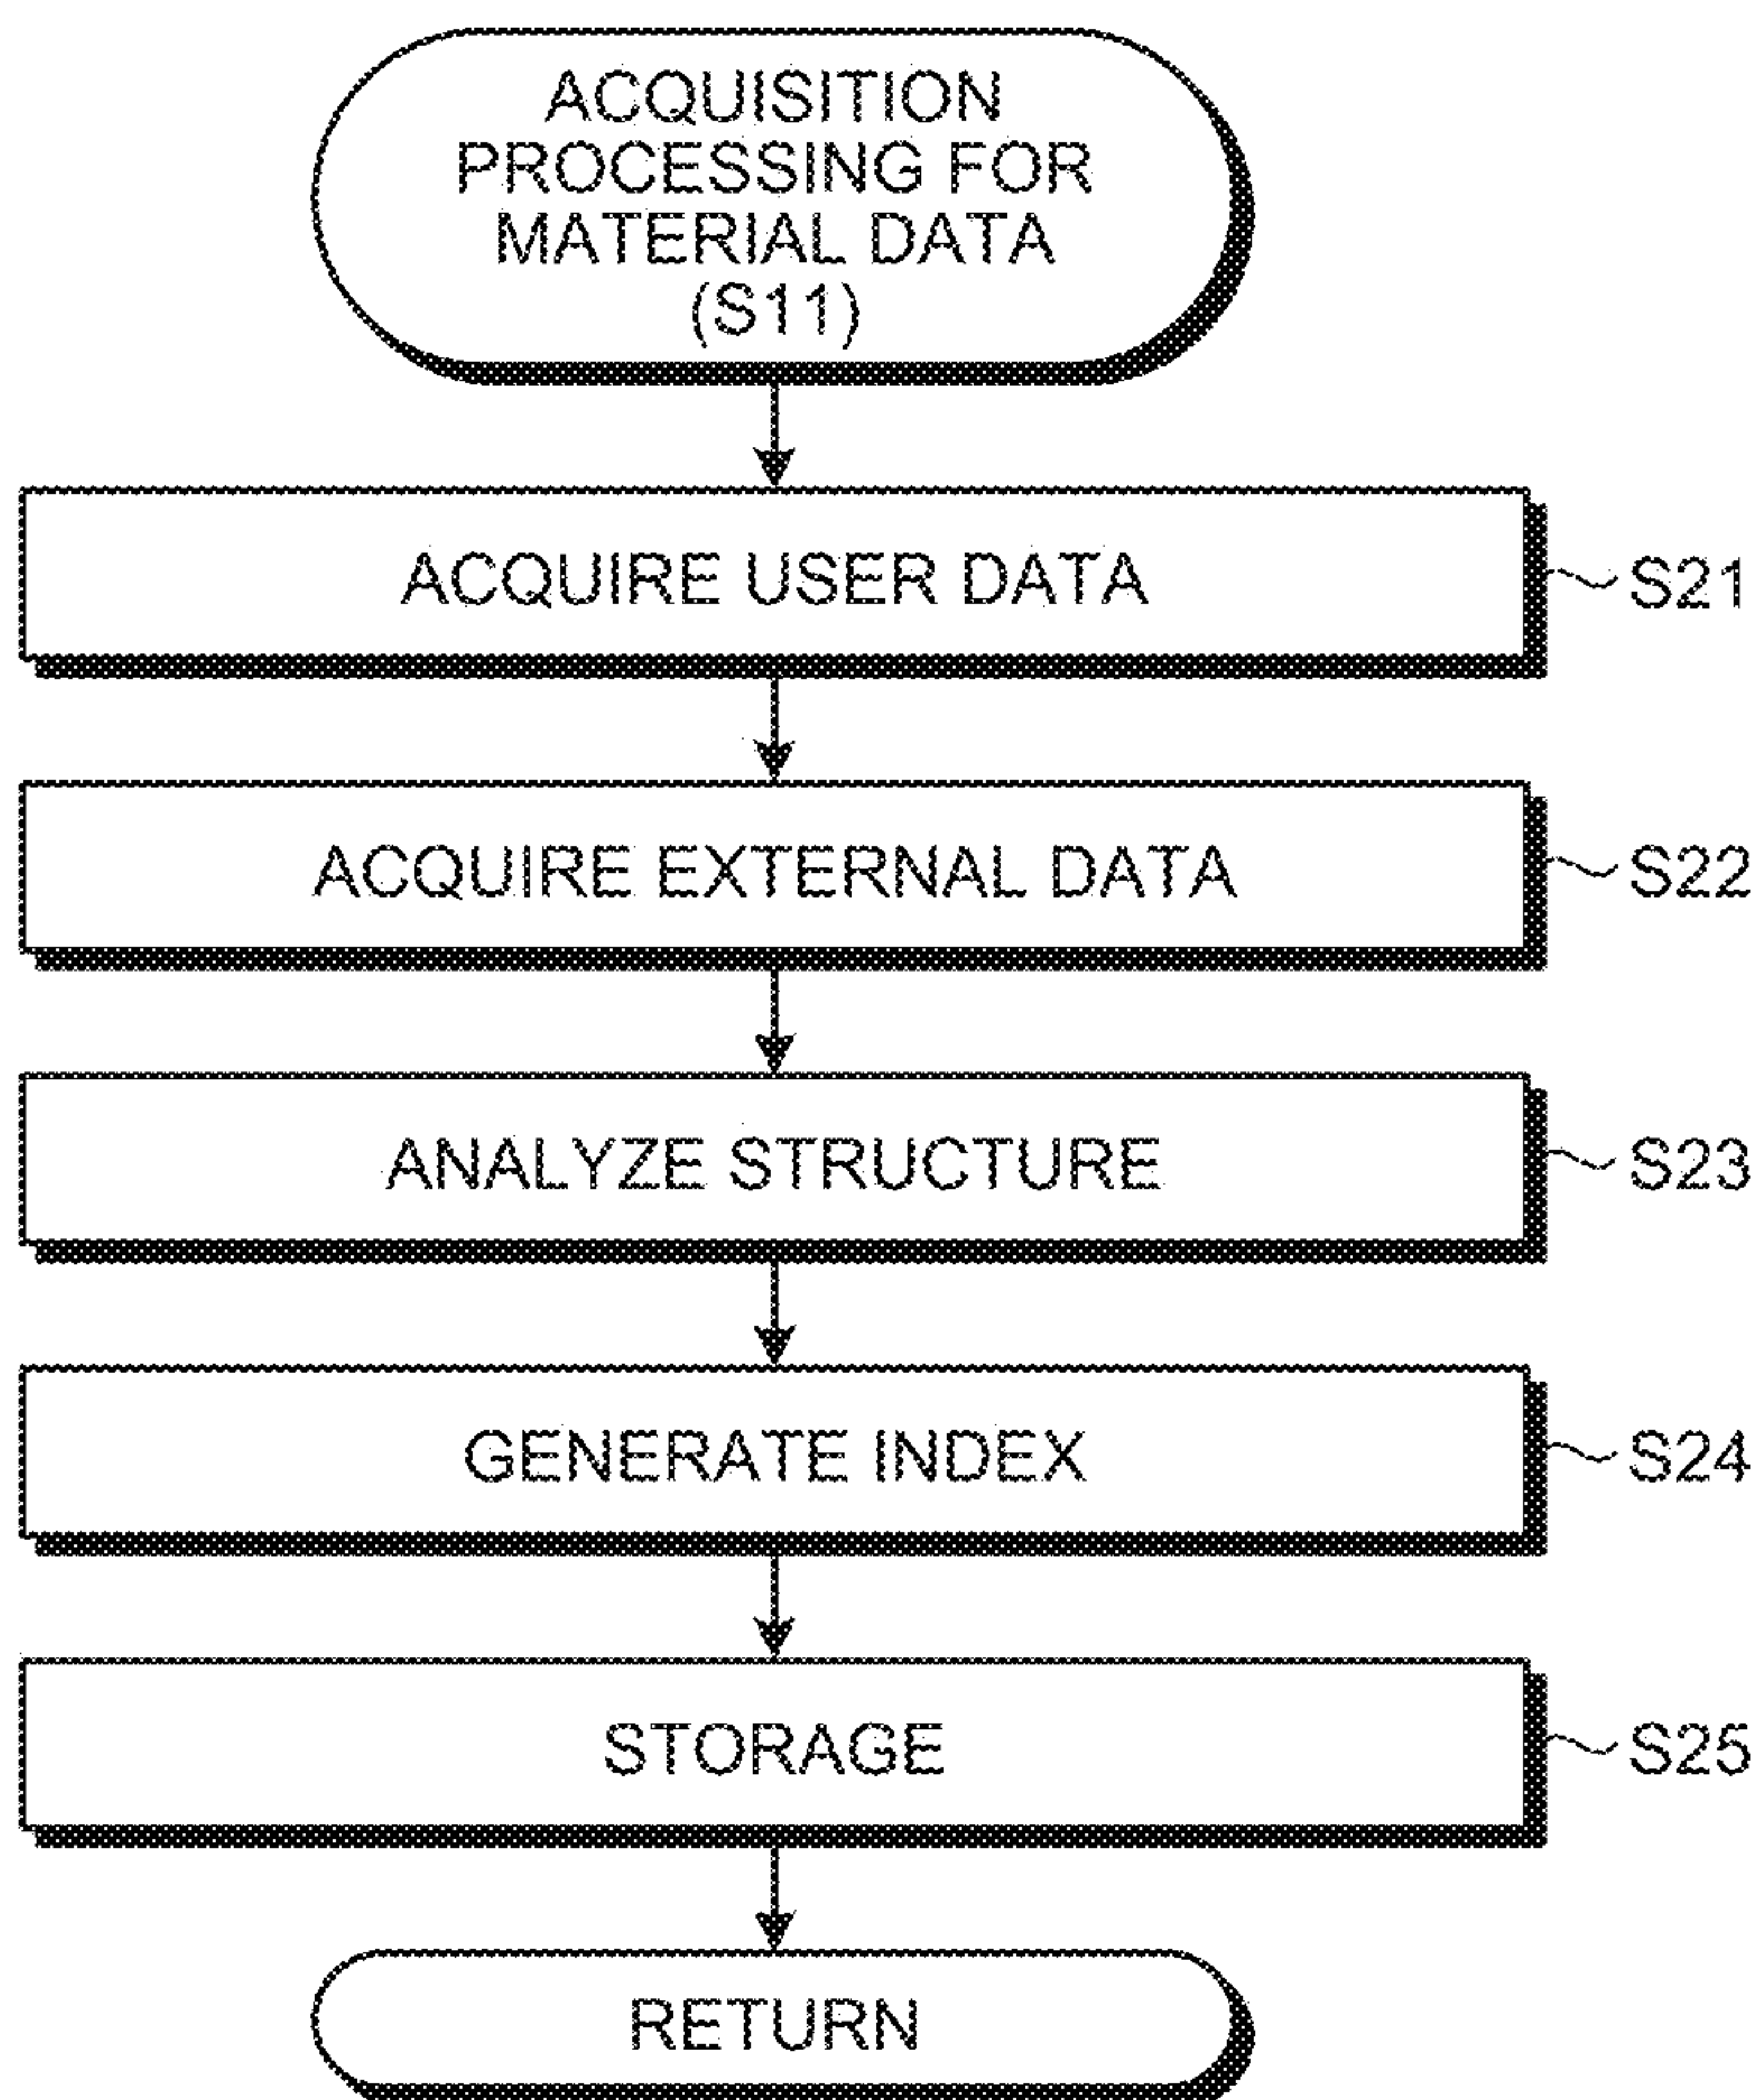 ACQUISITION
PROCESSING FOR
MATERIAL DATA
(S11)
ACQUIRE USER DATA
S21
ACQUIRE EXTERNAL DATA
S22
ANALYZE STRUCTURE
S23
GENERATE INDEX
S24
STORAGE
S25
RETURN